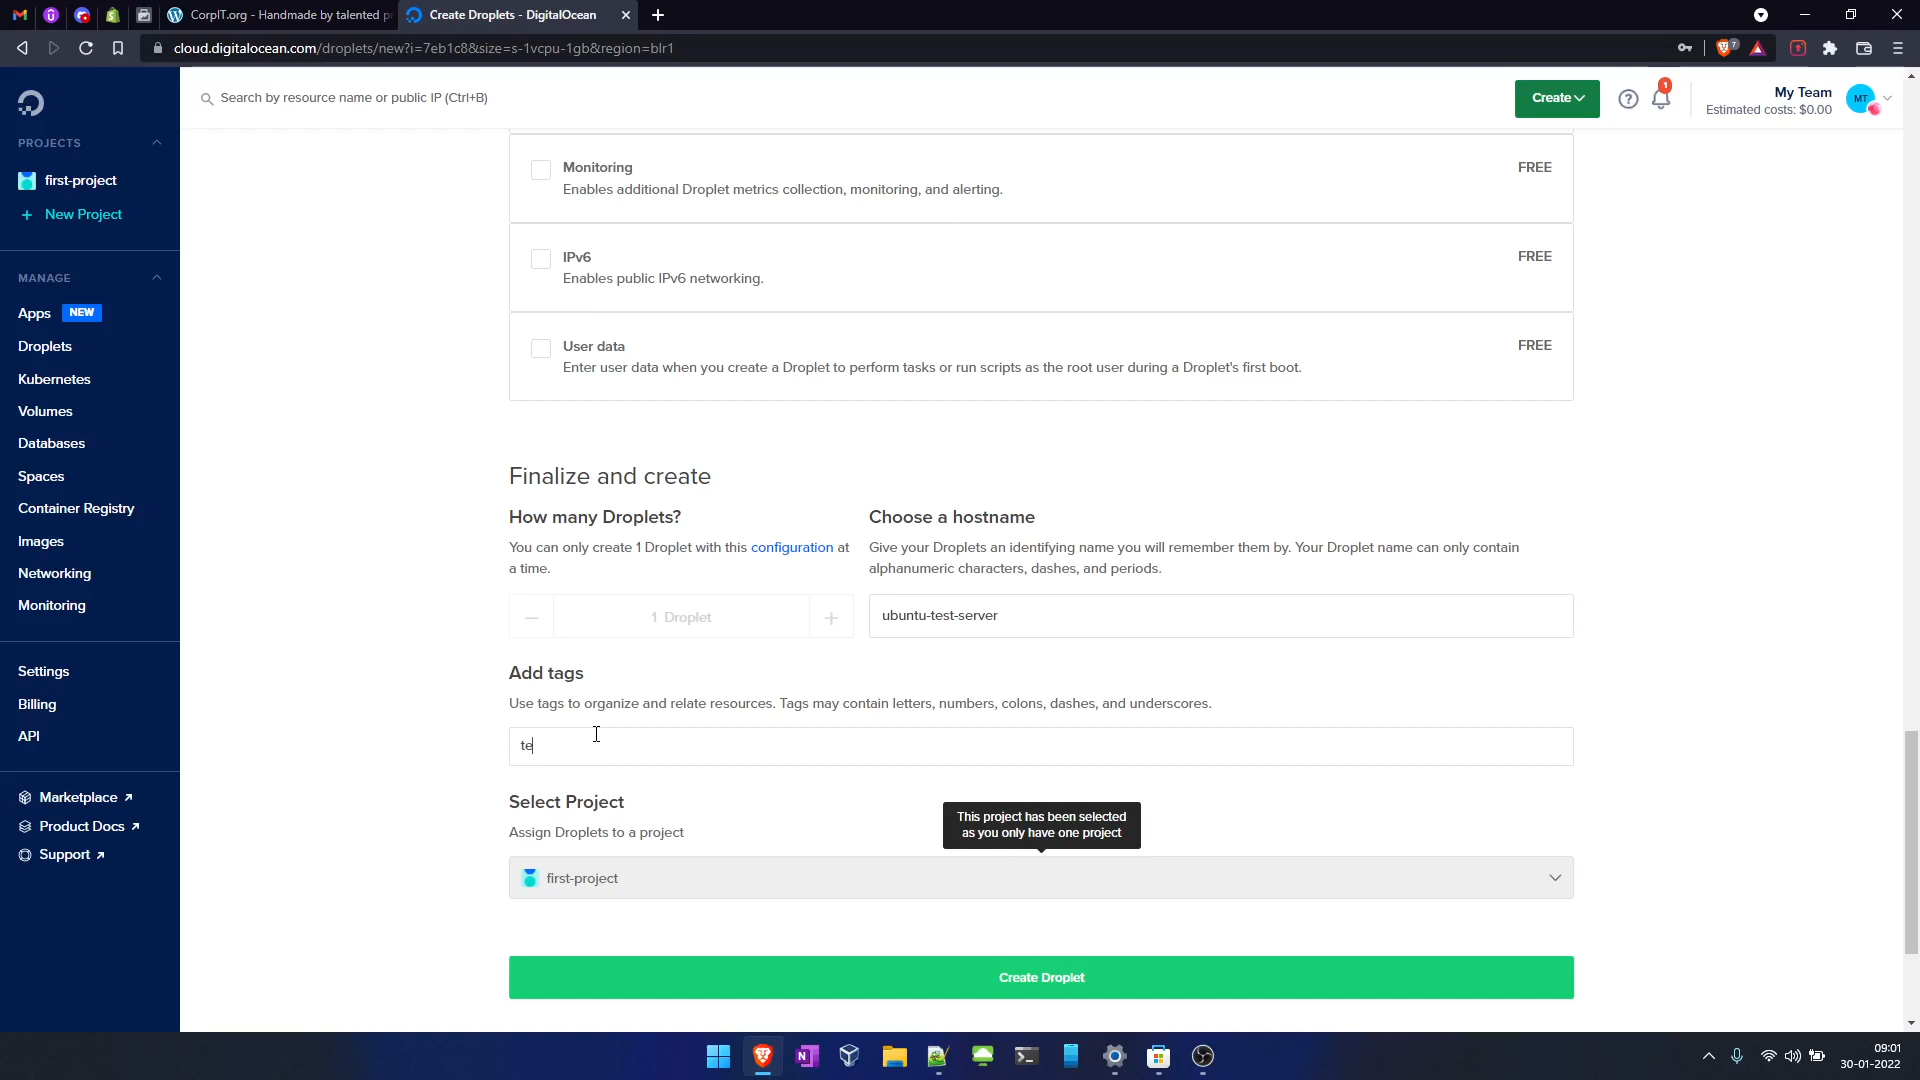 CorpIT.org - Handmade by talented p
Create Droplets - DigitalOcean
cloud.digitalocean.com/droplets/new?i=7eb1c8&size=s-1vcpu-1gb&region=blr1
7
Search by resource name or public IP (Ctrl+B)
Create
1
My Team
Estimated costs: $0.00
MT
PROJECTS
first-project
+ New Project
MANAGE
Apps NEW
Droplets
Kubernetes
Volumes
Databases
Spaces
Container Registry
Images
Networking
Monitoring
Settings
Billing
API
Marketplace
Product Docs
Support
Monitoring
FREE
Enables additional Droplet metrics collection, monitoring, and alerting.
IPv6
FREE
Enables public IPv6 networking.
User data
FREE
Enter user data when you create a Droplet to perform tasks or run scripts as the root user during a Droplet's first boot.
Finalize and create
How many Droplets?
You can only create 1 Droplet with this configuration at
a time.
1 Droplet
Choose a hostname
Give your Droplets an identifying name you will remember them by. Your Droplet name can only contain
alphanumeric characters, dashes, and periods.
ubuntu-test-server
Add tags
Use tags to organize and relate resources. Tags may contain letters, numbers, colons, dashes, and underscores.
te
Select Project
Assign Droplets to a project
This project has been selected
as you only have one project
first-project
Create Droplet
09:01
30-01-2022